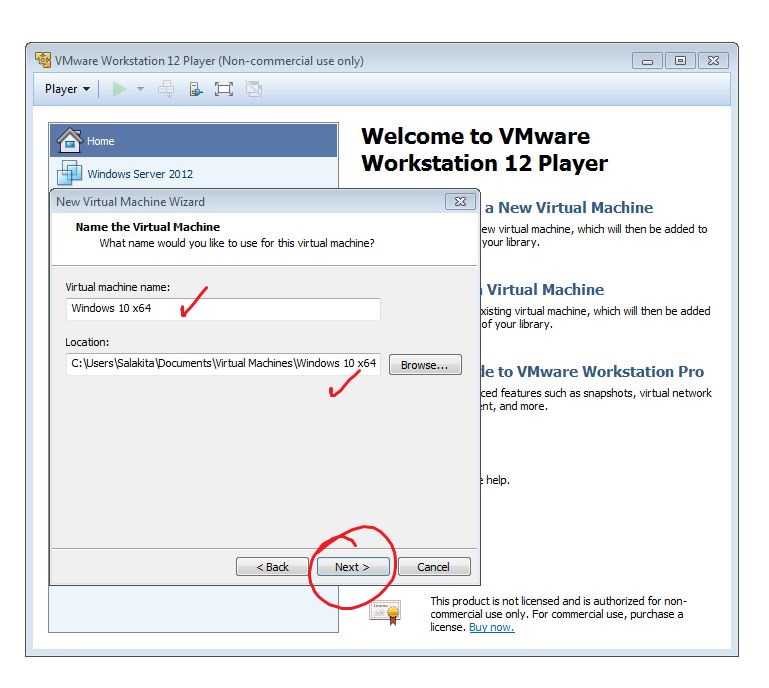 VMware Workstation 12 Player (Non-commercial use only)
Player
Home
Windows Server 2012
Welcome to VMware
Workstation 12 Player
a New Virtual Machine
ew virtual machine, which will then be added to
your library.
Virtual Machine
xisting virtual machine, which will then be added
of your library.
de to VMware Workstation Pro
ced features such as snapshots, virtual network
ent, and more.
help.
New Virtual Machine Wizard
Name the Virtual Machine
What name would you like to use for this virtual machine?
Virtual machine name:
Windows 10 x64
Location:
C:\Users\Salakita\Documents\Virtual Machines\Windows 10 x64
Browse...
< Back
Next >
Cancel
This product is not licensed and is authorized for non-
commercial use only. For commercial use, purchase a
license. Buy now.